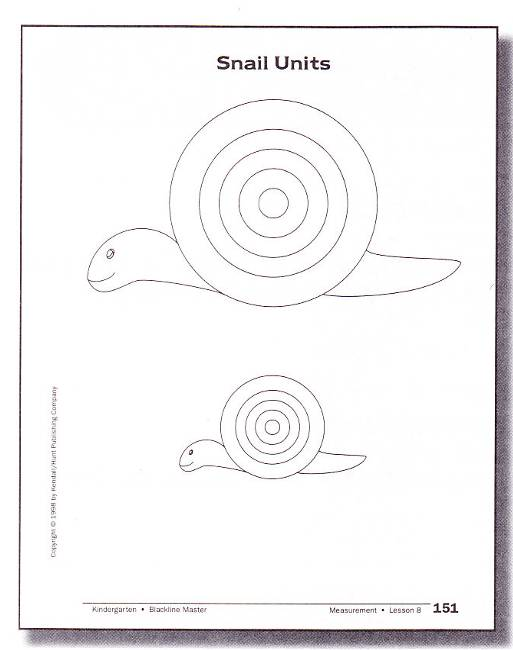 Snail Units
Copyright © 1998 by Kendall/Hunt Publishing Company
Kindergarten • Blackline Master
Measurement • Lesson 8 151